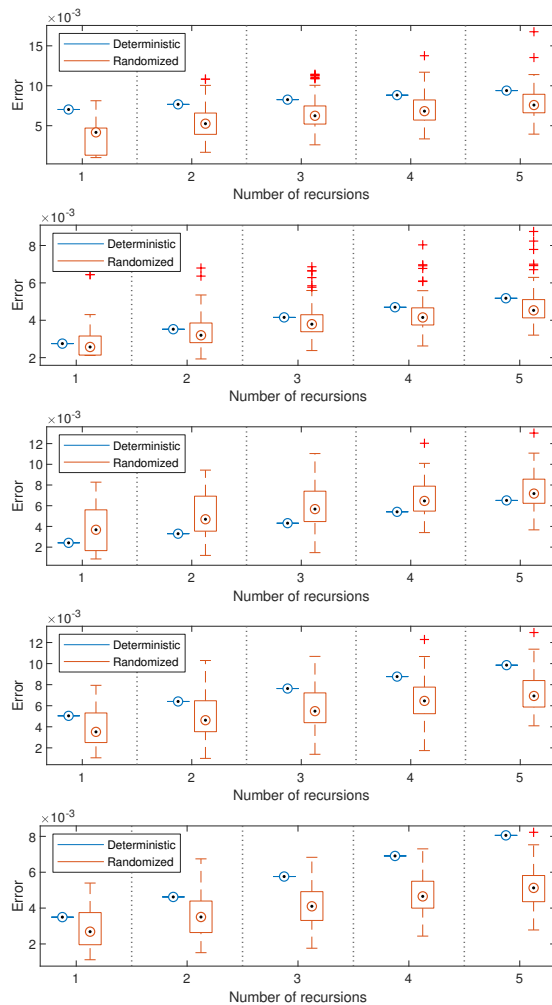 ×10⁻³
15
10
5
Error
Deterministic
Randomized
1 2 3 4 5
Number of recursions
×10⁻³
8
6
4
2
Error
Deterministic
Randomized
1 2 3 4 5
Number of recursions
×10⁻³
12
10
8
6
4
2
Error
Deterministic
Randomized
1 2 3 4 5
Number of recursions
×10⁻³
12
10
8
6
4
2
Error
Deterministic
Randomized
1 2 3 4 5
Number of recursions
×10⁻³
8
6
4
2
Error
Deterministic
Randomized
1 2 3 4 5
Number of recursions